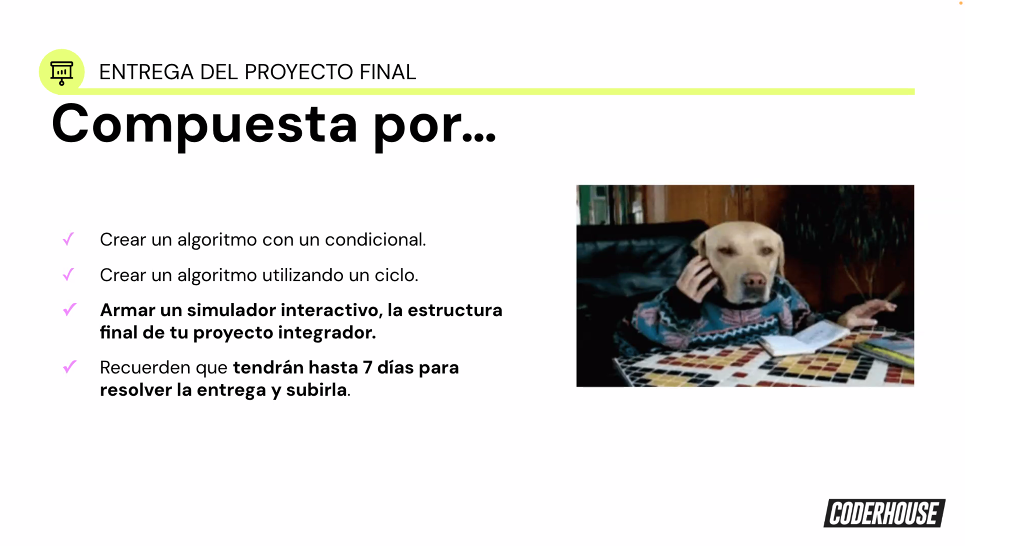 ENTREGA DEL PROYECTO FINAL
Compuesta por...
✓ Crear un algoritmo con un condicional.
✓ Crear un algoritmo utilizando un ciclo.
✓ Armar un simulador interactivo, la estructura
final de tu proyecto integrador.
✓ Recuerden que tendrán hasta 7 días para
resolver la entrega y subirla.
CODERHOUSE